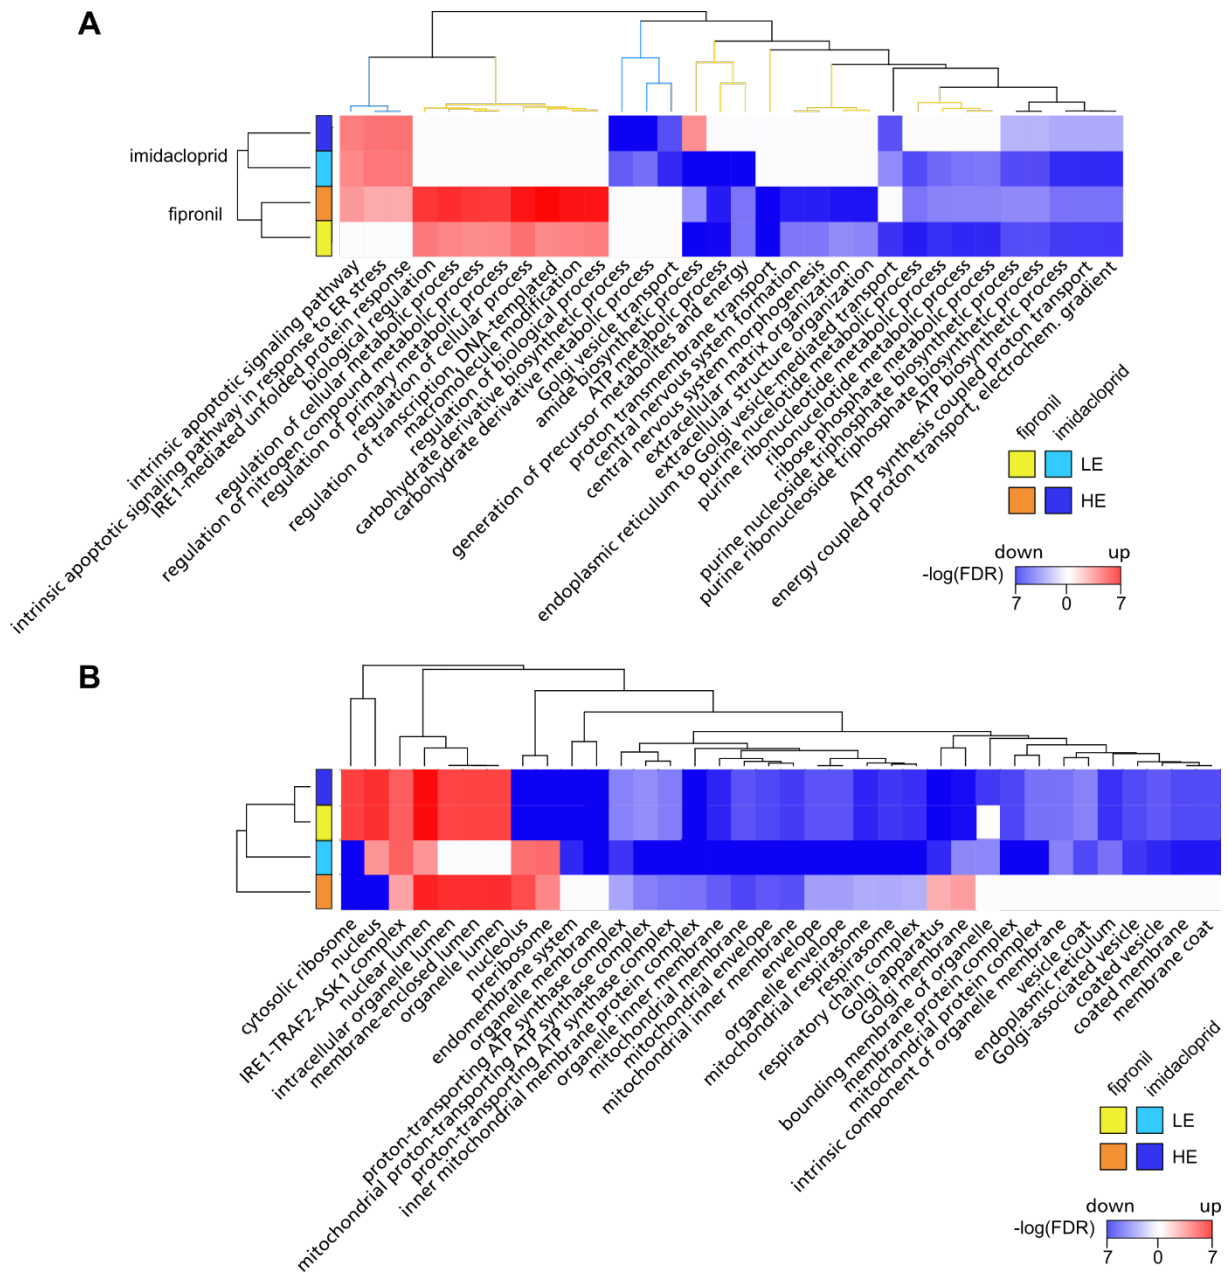 A
imidacloprid
fipronil
intrinsic apoptotic signaling pathway
intrinsic apoptotic signaling pathway in response to ER stress
IRE1-mediated unfolded protein response
biological regulation
regulation of cellular metabolic process
regulation of nitrogen compound metabolic process
regulation of primary metabolic process
regulation of cellular process
regulation of transcription, DNA-templated
macromolecule modification
regulation of biological process
carbohydrate derivative biosynthetic process
carbohydrate derivative metabolic process
Golgi vesicle transport
amide biosynthetic process
ATP metabolic process
generation of precursor metabolites and energy
proton transmembrane transport
central nervous system formation
central nervous system morphogenesis
extracellular matrix organization
extracellular structure organization
endoplasmic reticulum to Golgi vesicle-mediated transport
purine nucelotide metabolic process
purine ribonucleotide metabolic process
ribonucelotide metabolic process
ribose phosphate metabolic process
purine nucleoside triphosphate biosynthetic process
purine ribonucleoside triphosphate biosynthetic process
ATP biosynthetic process
ATP synthesis coupled proton transport
energy coupled proton transport, electrochem. gradient
fipronil
imidacloprid
LE
HE
down up
-log(FDR)
7 0 7
B
cytosolic ribosome
nucleus
IRE1-TRAF2-ASK1 complex
nuclear lumen
intracellular organelle lumen
membrane-enclosed lumen
organelle lumen
nucleolus
preribosome
endomembrane system
organelle membrane
proton-transporting ATP synthase complex
mitochondrial proton-transporting ATP synthase complex
proton-transporting ATP synthase complex
inner mitochondrial membrane protein complex
organelle inner membrane
mitochondrial membrane
mitochondrial envelope
mitochondrial inner membrane
organelle envelope
organelle envelope
mitochondrial respirasome
respirasome
respiratory chain complex
Golgi apparatus
Golgi membrane
bounding membrane of organelle
membrane protein complex
mitochondrial protein complex
intrinsic component of organelle membrane
vesicle coat
endoplasmic reticulum
Golgi-associated vesicle
coated vesicle
coated membrane
membrane coat
fipronil
imidacloprid
LE
HE
down up
-log(FDR)
7 0 7